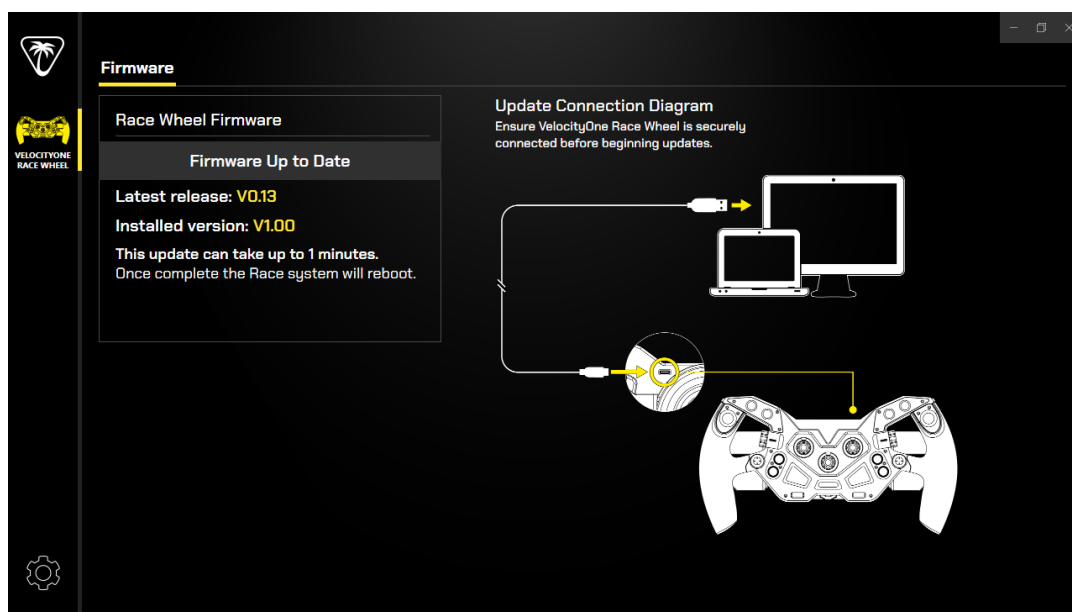 Firmware
VELOCITYONE
RACE WHEEL
Race Wheel Firmware
Firmware Up to Date
Latest release: V0.13
Installed version: V1.00
This update can take up to 1 minutes.
Once complete the Race system will reboot.
Update Connection Diagram
Ensure VelocityOne Race Wheel is securely
connected before beginning updates.